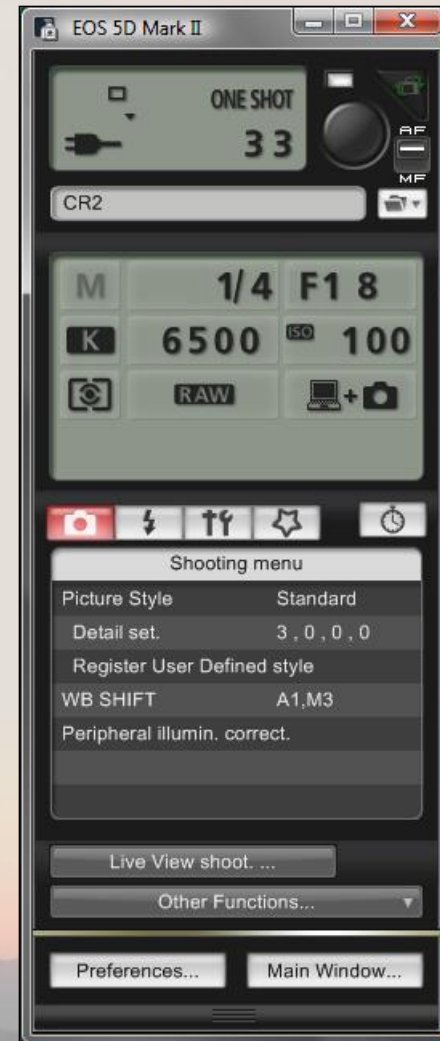 EOS 5D Mark II
ONE SHOT
33
AF
MF
CR2
M 1/4 F1 8
K 6500 ISO 100
RAW +
Shooting menu
Picture Style Standard
Detail set. 3 , 0 , 0 , 0
Register User Defined style
WB SHIFT A1,M3
Peripheral illumin. correct.
Live View shoot. ...
Other Functions...
Preferences... Main Window...